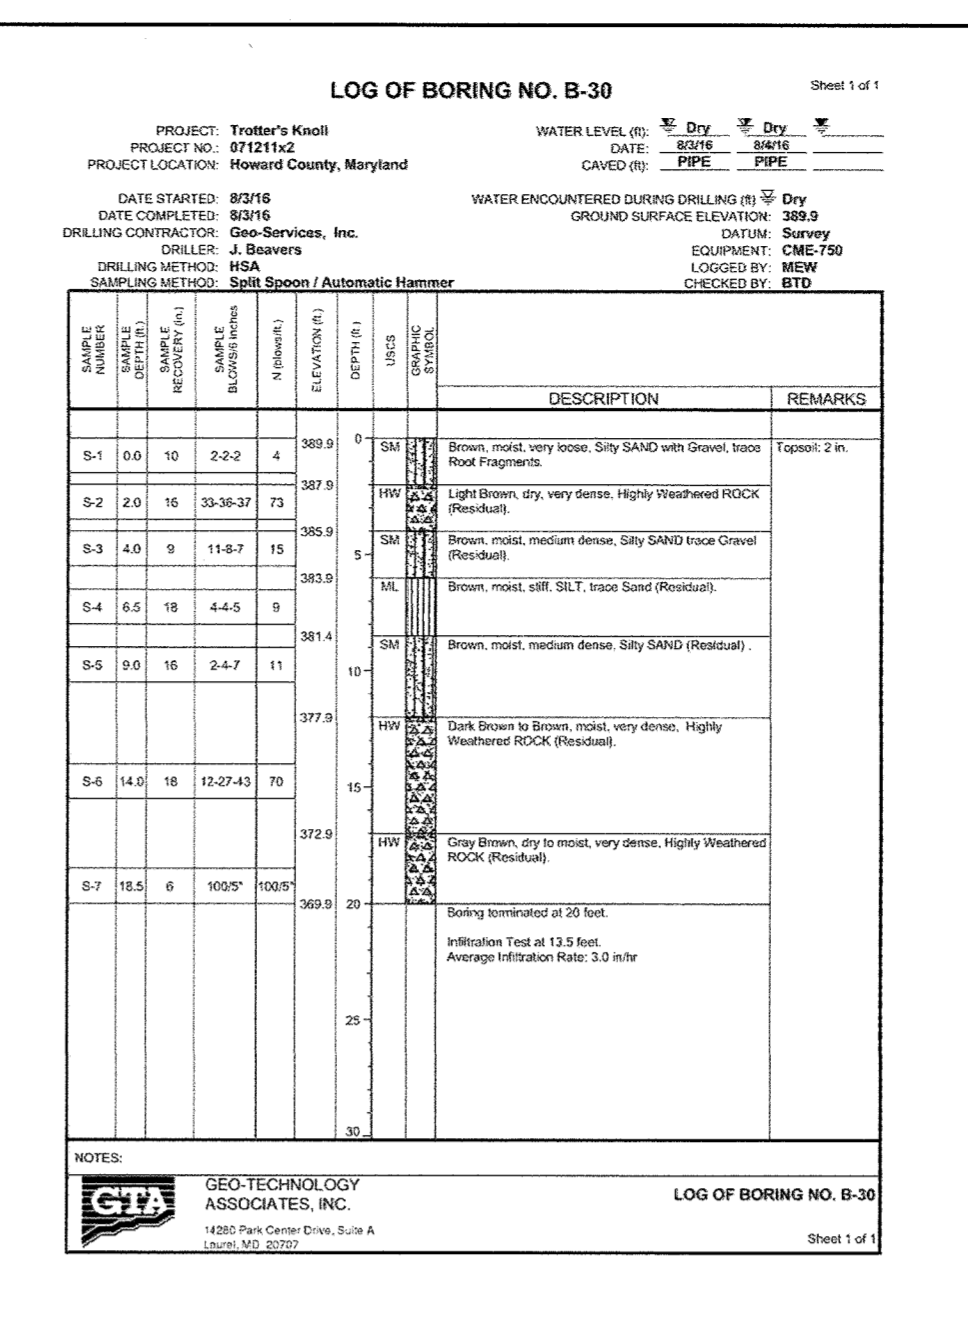 LOG OF BORING NO. B-30
Sheet 1 of 1
PROJECT: Trotter's Knoll
PROJECT NO.: 071211x2
PROJECT LOCATION: Howard County, Maryland
WATER LEVEL (ft): Dry Dry
DATE: 8/3/16 8/4/16
CAVED (ft): PIPE PIPE
DATE STARTED: 8/3/16
DATE COMPLETED: 8/3/16
DRILLING CONTRACTOR: Geo-Services, Inc.
DRILLER: J. Beavers
DRILLING METHOD: HSA
SAMPLING METHOD: Split Spoon / Automatic Hammer
WATER ENCOUNTERED DURING DRILLING (ft) Dry
GROUND SURFACE ELEVATION: 389.9
DATUM: Survey
EQUIPMENT: CME-750
LOGGED BY: MEW
CHECKED BY: BTD
SAMPLE NUMBER
SAMPLE DEPTH (ft.)
SAMPLE RECOVERY (in.)
SAMPLE BLOWS/6 inches
N (blows/ft.)
ELEVATION (ft.)
DEPTH (ft.)
USCS
GRAPHIC SYMBOL
DESCRIPTION
REMARKS
389.9 0 SM Brown, moist, very loose, Silty SAND with Gravel, trace Topsoil: 2 in.
S-1 0.0 10 2-2-2 4 Root Fragments.
387.9 HW Light Brown, dry, very dense, Highly Weathered ROCK
S-2 2.0 16 33-36-37 73 (Residual).
385.9 SM Brown, moist, medium dense, Silty SAND trace Gravel
S-3 4.0 9 11-8-7 15 5 (Residual).
383.9 ML Brown, moist, stiff, SILT, trace Sand (Residual).
S-4 6.5 18 4-4-5 9
381.4 SM Brown, moist, medium dense, Silty SAND (Residual) .
S-5 9.0 16 2-4-7 11 10
377.9 HW Dark Brown to Brown, moist, very dense, Highly
Weathered ROCK (Residual).
S-6 14.0 18 12-27-43 70 15
372.9 HW Gray Brown, dry to moist, very dense, Highly Weathered
ROCK (Residual).
S-7 18.5 6 100/5" 100/5"
369.9 20
Boring terminated at 20 feet.
Infiltration Test at 13.5 feet.
Average Infiltration Rate: 3.0 in/hr
25
30
NOTES:
GTA
GEO-TECHNOLOGY
ASSOCIATES, INC.
14280 Park Center Drive, Suite A
Laurel, MD 20707
LOG OF BORING NO. B-30
Sheet 1 of 1